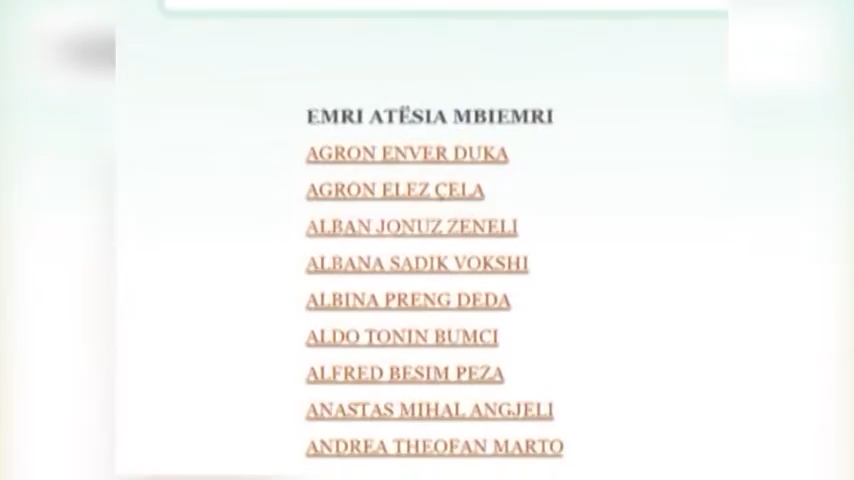 EMRI ATËSIA MBIEMRI
AGRON ENVER DUKA
AGRON ELEZ ÇELA
ALBAN JONUZ ZENELI
ALBANA SADIK VOKSHI
ALBINA PRENG DEDA
ALDO TONIN BUMCI
ALFRED BESIM PEZA
ANASTAS MIHAL ANGJELI
ANDREA THEOFAN MARTO